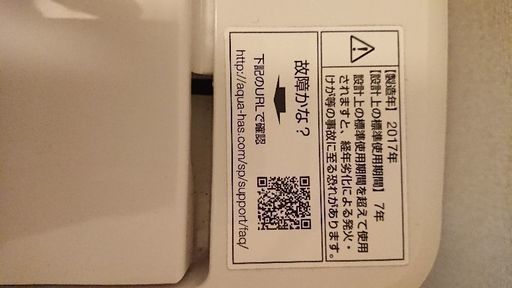 【製造年】 2017年
【設計上の標準使用期間】 7年
設計上の標準使用期間を超えて使用
されますと、経年劣化による発火・
けが等の事故に至る恐れがあります。
故障かな？
下記のURLで確認
http://aqua-has.com/sp/support/faq/